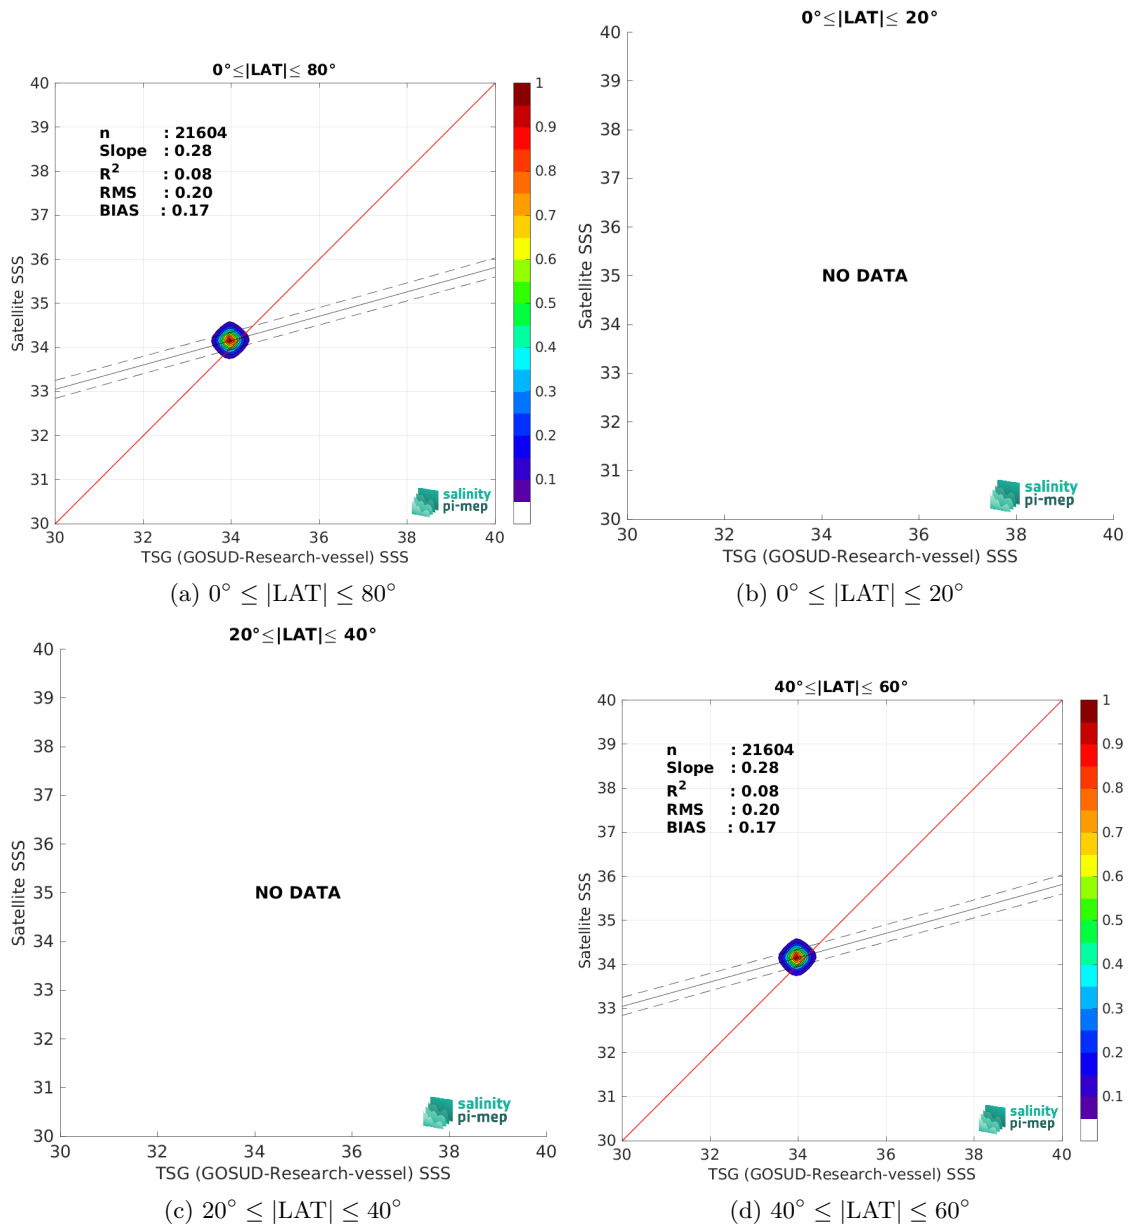 0°≤|LAT|≤ 80°
40
39
38
37
36
35
34
33
32
31
30
n : 21604
Slope : 0.28
R² : 0.08
RMS : 0.20
BIAS : 0.17
Satellite SSS
30 32 34 36 38 40
TSG (GOSUD-Research-vessel) SSS
1
0.9
0.8
0.7
0.6
0.5
0.4
0.3
0.2
0.1
salinity
pi-mep
(a) 0° ≤ |LAT| ≤ 80°
0°≤|LAT|≤ 20°
40
39
38
37
36
35
34
33
32
31
30
Satellite SSS
NO DATA
salinity
pi-mep
30 32 34 36 38 40
TSG (GOSUD-Research-vessel) SSS
(b) 0° ≤ |LAT| ≤ 20°
20°≤|LAT|≤ 40°
40
39
38
37
36
35
34
33
32
31
30
Satellite SSS
NO DATA
salinity
pi-mep
30 32 34 36 38 40
TSG (GOSUD-Research-vessel) SSS
(c) 20° ≤ |LAT| ≤ 40°
40°≤|LAT|≤ 60°
40
39
38
37
36
35
34
33
32
31
30
n : 21604
Slope : 0.28
R² : 0.08
RMS : 0.20
BIAS : 0.17
Satellite SSS
30 32 34 36 38 40
TSG (GOSUD-Research-vessel) SSS
1
0.9
0.8
0.7
0.6
0.5
0.4
0.3
0.2
0.1
salinity
pi-mep
(d) 40° ≤ |LAT| ≤ 60°